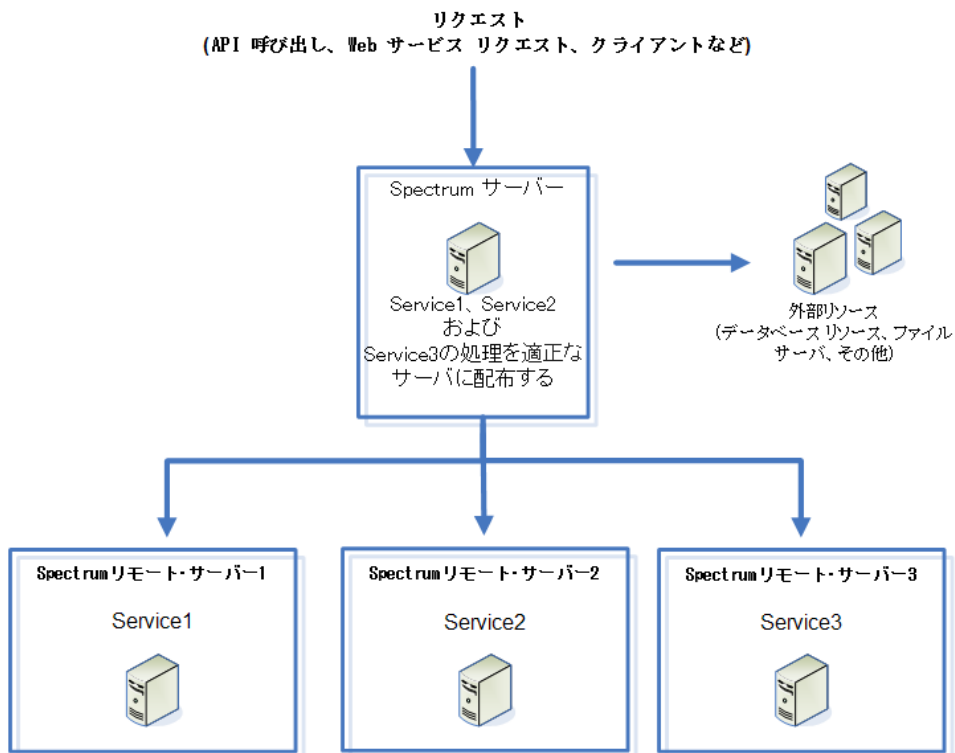 リクエスト
(API 呼び出し、Web サービス リクエスト、クライアントなど)
Spectrum サーバー
Service1、Service2
および
Service3の処理を適正な
サーバに配布する
外部リソース
(データベース リソース、ファイル
サーバ、その他)
Spectrumリモート・サーバー1
Service1
Spectrumリモート・サーバー2
Service2
Spectrumリモート・サーバー3
Service3